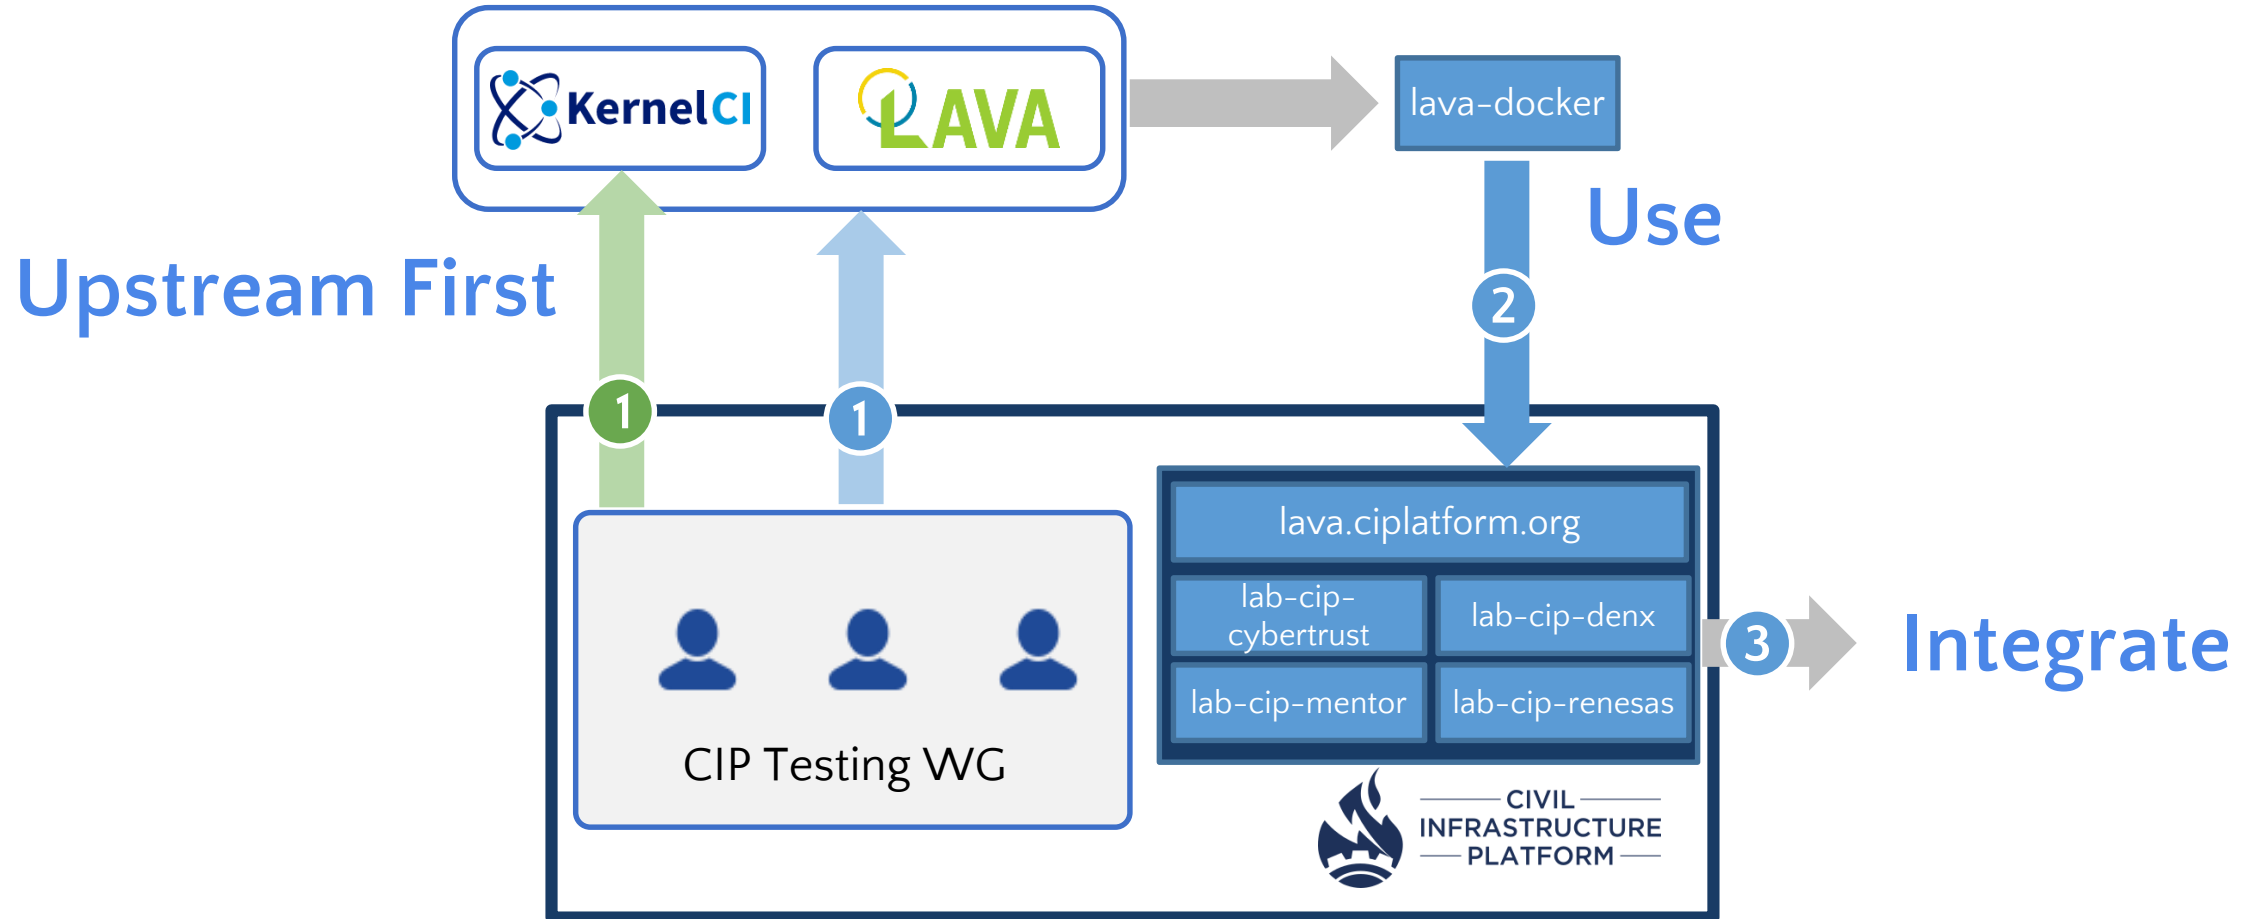 KernelCI
LAVA
lava-docker
Use
Upstream First
2
1
1
lava.ciplatform.org
lab-cip-
cybertrust
lab-cip-denx
3
Integrate
lab-cip-mentor
lab-cip-renesas
CIP Testing WG
CIVIL
INFRASTRUCTURE
PLATFORM